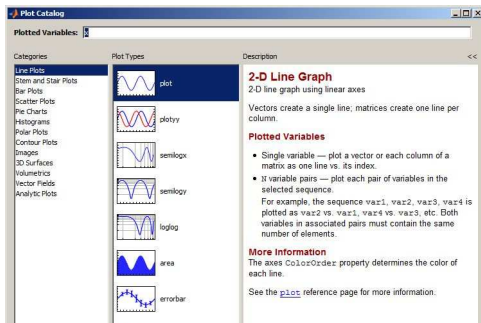 Plot Catalog
Plotted Variables:
Categories
Plot Types
Description
<<
Line Plots
Stem and Stair Plots
Bar Plots
Scatter Plots
Pie Charts
Histograms
Polar Plots
Contour Plots
Images
3D Surfaces
Volumetrics
Vector Fields
Analytic Plots
plot
plotyy
semilogx
semilogy
loglog
area
errorbar
2-D Line Graph
2-D line graph using linear axes
Vectors create a single line; matrices create one line per
column.
Plotted Variables
• Single variable — plot a vector or each column of a
matrix as one line vs. its index.
• N variable pairs — plot each pair of variables in the
selected sequence.
For example, the sequence var1, var2, var3, var4 is
plotted as var2 vs. var1, var4 vs. var3, etc. Both
variables in associated pairs must contain the same
number of elements.
More Information
The axes ColorOrder property determines the color of
each line.
See the plot reference page for more information.